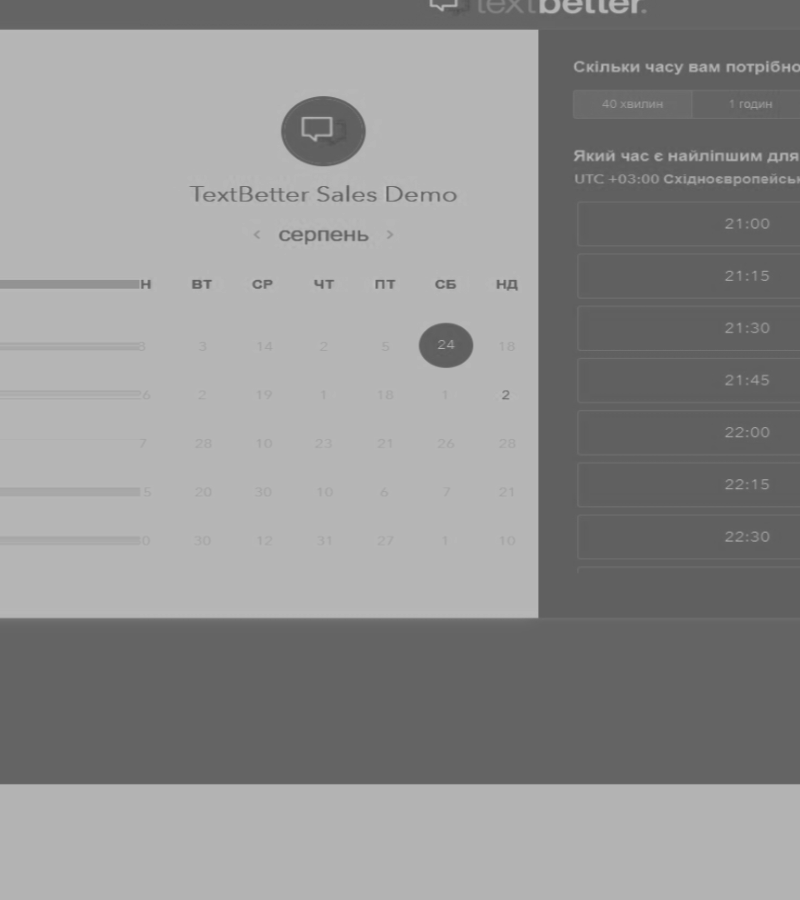 textbetter.
TextBetter Sales Demo
‹ серпень ›
Н ВТ СР ЧТ ПТ СБ НД
5 3 14 2 5 24 18
6 2 19 1 18 1 2
7 28 10 23 21 26 28
5 20 30 10 6 7 21
0 30 12 31 27 1 10
Скільки часу вам потрібно
40 хвилин 1 годин
Який час є найліпшим для
UTC +03:00 Східноєвропейсь
21:00
21:15
21:30
21:45
22:00
22:15
22:30